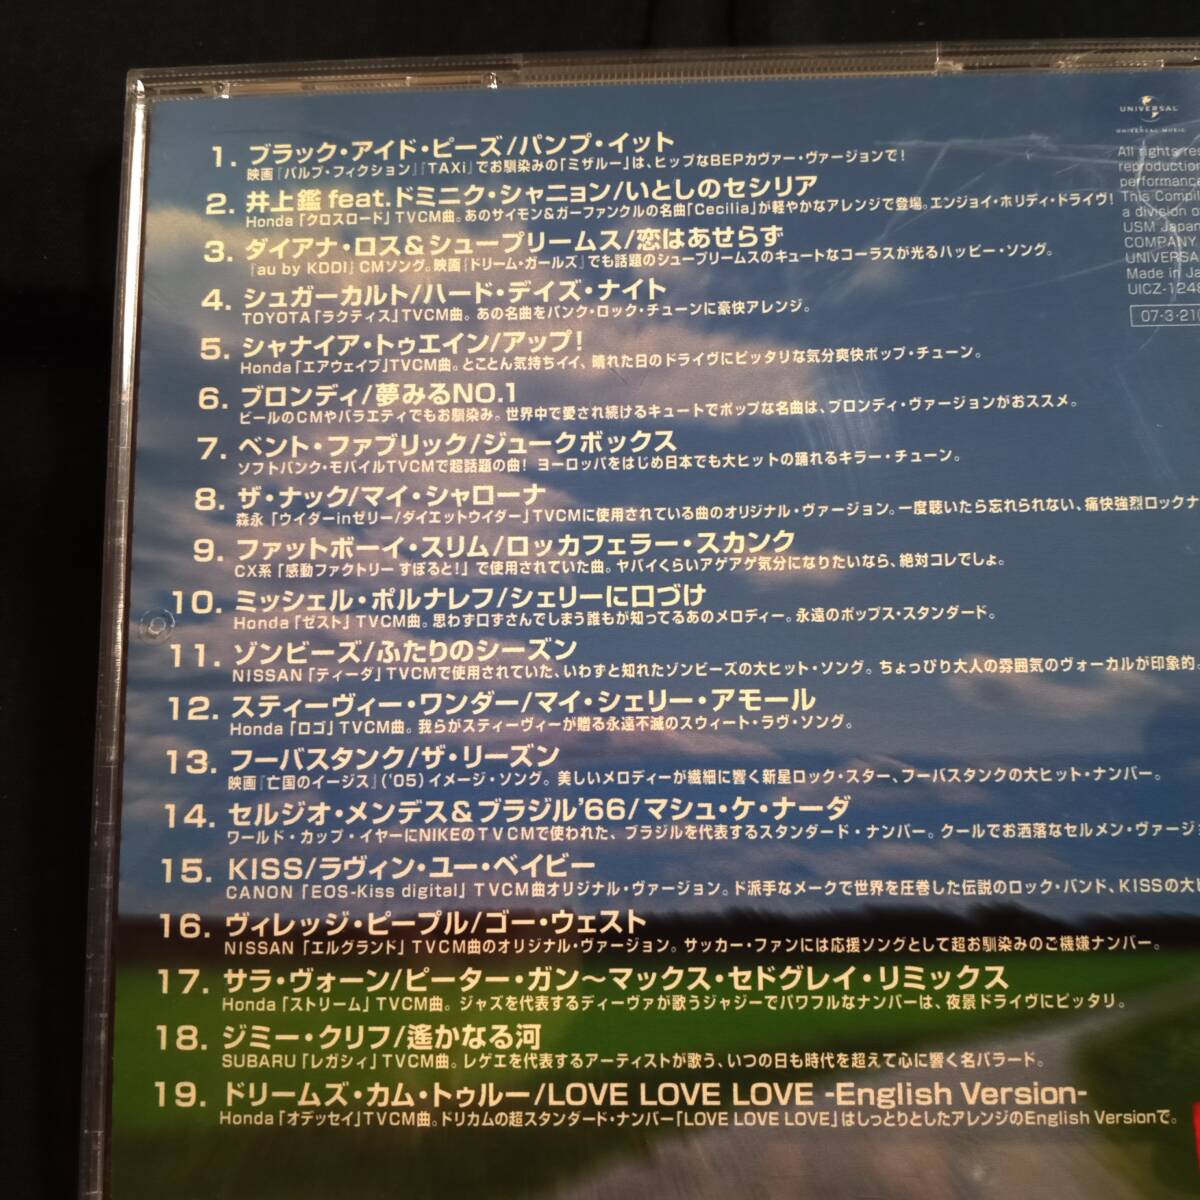 1. ブラック・アイド・ピーズ/パンプ・イット
映画『パルプ・フィクション』『TAXi』でお馴染みの「ミザルー」は、ヒップなBEPカヴァー・ヴァージョンで!
2. 井上鑑 feat.ドミニク・シャニョン/いとしのセシリア
Honda「クロスロード」TVCM曲。あのサイモン&ガーファンクルの名曲「Cecilia」が軽やかなアレンジで登場。エンジョイ・ホリディ・ドライヴ!
3. ダイアナ・ロス&シュープリームス/恋はあせらず
『au by KDDI』CMソング。映画『ドリーム・ガールズ』でも話題のシュープリームスのキュートなコーラスが光るハッピー・ソング。
4. シュガーカルト/ハード・デイズ・ナイト
TOYOTA「ラクティス」TVCM曲。あの名曲をパンク・ロック・チューンに豪快アレンジ。
5. シャナイア・トゥエイン/アップ!
Honda「エアウェイブ」TVCM曲。とことん気持ちイイ、晴れた日のドライヴにピッタリな気分爽快ポップ・チューン。
6. ブロンディ/夢みるNO.1
ビールのCMやバラエティでもお馴染み。世界中で愛され続けるキュートでポップな名曲は、ブロンディ・ヴァージョンがおススメ。
7. ベント・ファブリック/ジュークボックス
ソフトバンク・モバイルTVCMで超話題の曲! ヨーロッパをはじめ日本でも大ヒットの踊れるキラー・チューン。
8. ザ・ナック/マイ・シャローナ
森永「ウイダーinゼリー/ダイエットウイダー」TVCMに使用されている曲のオリジナル・ヴァージョン。一度聴いたら忘れられない、痛快強烈ロックナ
9. ファットボーイ・スリム/ロッカフェラー・スカンク
CX系「感動ファクトリー すぽると!」で使用されていた曲。ヤバイくらいアゲアゲ気分になりたいなら、絶対コレでしょ。
10. ミッシェル・ポルナレフ/シェリーに口づけ
Honda「ゼスト」TVCM曲。思わず口ずさんでしまう誰もが知ってるあのメロディー。永遠のポップス・スタンダード。
11. ゾンビーズ/ふたりのシーズン
NISSAN「ティーダ」TVCMで使用されていた、いわずと知れたゾンビーズの大ヒット・ソング。ちょっぴり大人の雰囲気のヴォーカルが印象的。
12. スティーヴィー・ワンダー/マイ・シェリー・アモール
Honda「ロゴ」TVCM曲。我らがスティーヴィーが贈る永遠不滅のスウィート・ラヴ・ソング。
13. フーバスタンク/ザ・リーズン
映画『亡国のイージス』('05)イメージ・ソング。美しいメロディーが繊細に響く新星ロック・スター、フーバスタンクの大ヒット・ナンバー。
14. セルジオ・メンデス&ブラジル'66/マシュ・ケ・ナーダ
ワールド・カップ・イヤーにNIKEのTVCMで使われた、ブラジルを代表するスタンダード・ナンバー。クールでお洒落なセルメン・ヴァージ
15. KISS/ラヴィン・ユー・ベイビー
CANON「EOS-Kiss digital」TVCM曲オリジナル・ヴァージョン。ド派手なメークで世界を圧巻した伝説のロック・バンド、KISSの大ヒ
16. ヴィレッジ・ピープル/ゴー・ウェスト
NISSAN「エルグランド」TVCM曲のオリジナル・ヴァージョン。サッカー・ファンには応援ソングとして超お馴染みのご機嫌ナンバー。
17. サラ・ヴォーン/ピーター・ガン〜マックス・セドグレイ・リミックス
Honda「ストリーム」TVCM曲。ジャズを代表するディーヴァが歌うジャジーでパワフルなナンバーは、夜景ドライヴにピッタリ。
18. ジミー・クリフ/遙かなる河
SUBARU「レガシィ」TVCM曲。レゲエを代表するアーティストが歌う、いつの日も時代を超えて心に響く名バラード。
19. ドリームズ・カム・トゥルー/LOVE LOVE LOVE -English Version-
Honda「オデッセイ」TVCM曲。ドリカムの超スタンダード・ナンバー「LOVE LOVE LOVE」はしっとりとしたアレンジのEnglish Versionで。
UNIVERSAL
UNIVERSAL MUSIC
All rights res
reproduction
performance
This Compil
a division o
USM Japan
COMPANY
UNIVERSA
Made in Ja
UICZ-1248
07·3·21